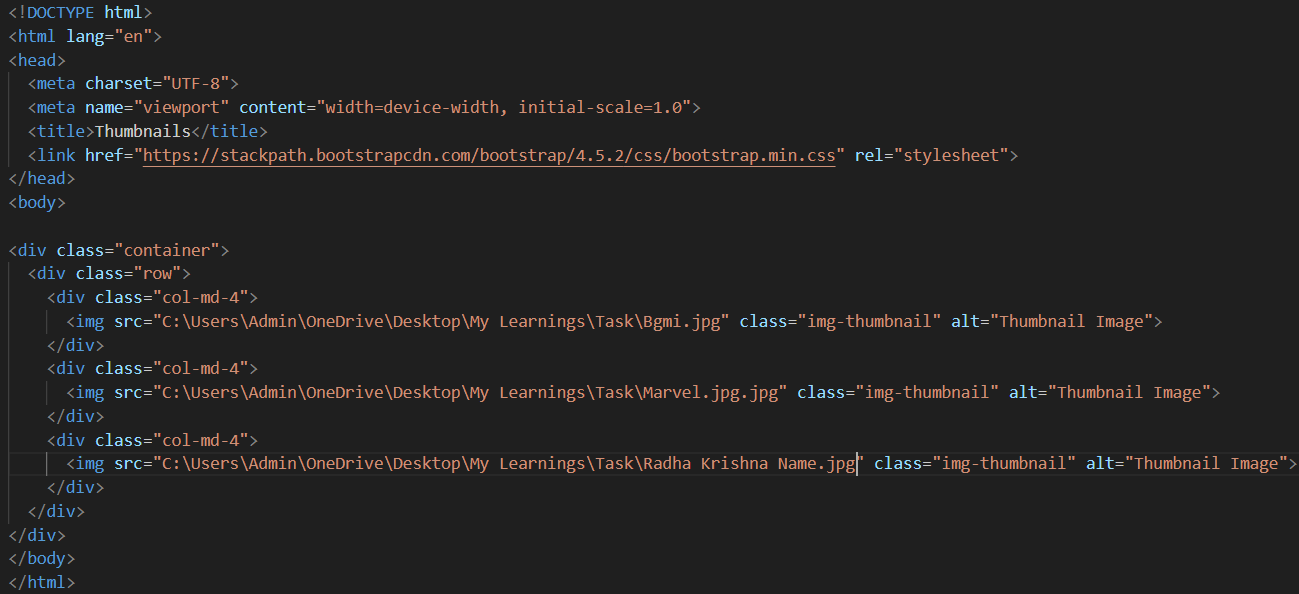 <!DOCTYPE html>
<html lang="en">
<head>
  <meta charset="UTF-8">
  <meta name="viewport" content="width=device-width, initial-scale=1.0">
  <title>Thumbnails</title>
  <link href="https://stackpath.bootstrapcdn.com/bootstrap/4.5.2/css/bootstrap.min.css" rel="stylesheet">
</head>
<body>

<div class="container">
  <div class="row">
    <div class="col-md-4">
      <img src="C:\Users\Admin\OneDrive\Desktop\My Learnings\Task\Bgmi.jpg" class="img-thumbnail" alt="Thumbnail Image">
    </div>
    <div class="col-md-4">
      <img src="C:\Users\Admin\OneDrive\Desktop\My Learnings\Task\Marvel.jpg.jpg" class="img-thumbnail" alt="Thumbnail Image">
    </div>
    <div class="col-md-4">
      <img src="C:\Users\Admin\OneDrive\Desktop\My Learnings\Task\Radha Krishna Name.jpg" class="img-thumbnail" alt="Thumbnail Image">
    </div>
  </div>
</div>
</body>
</html>